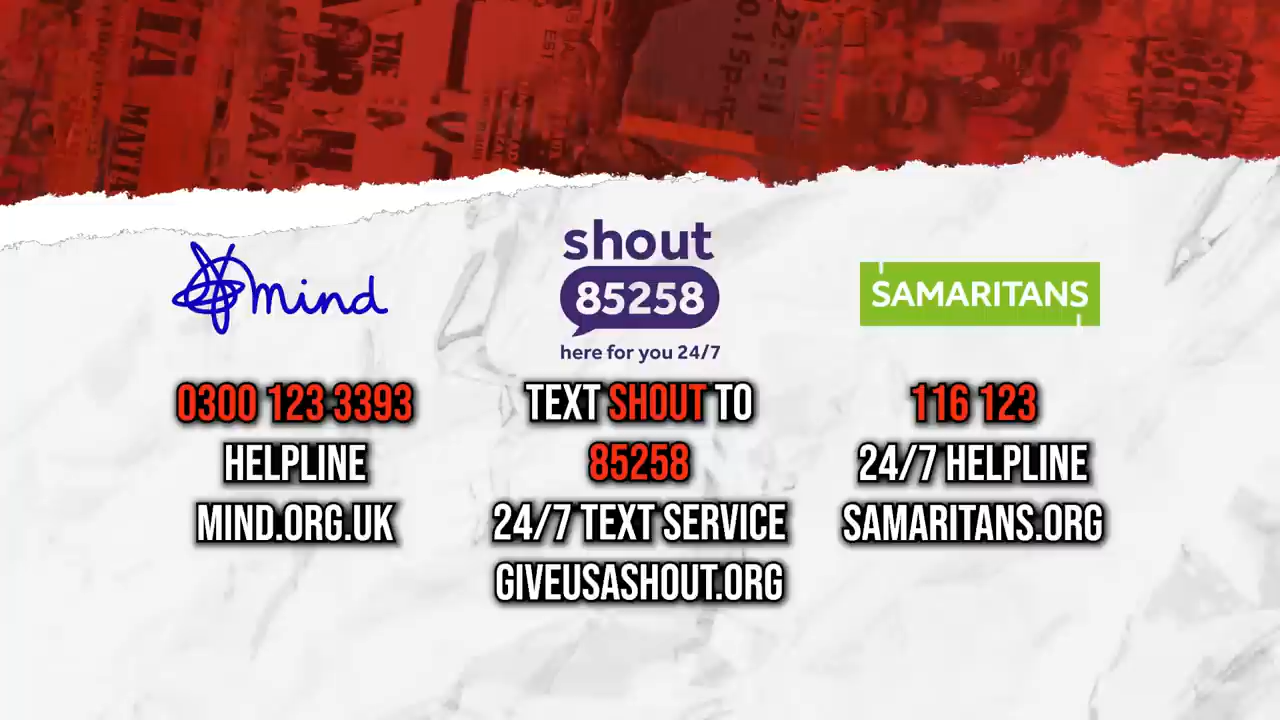 mind
0300 123 3393
HELPLINE
MIND.ORG.UK
shout
85258
here for you 24/7
TEXT SHOUT TO
85258
24/7 TEXT SERVICE
GIVEUSASHOUT.ORG
SAMARITANS
116 123
24/7 HELPLINE
SAMARITANS.ORG